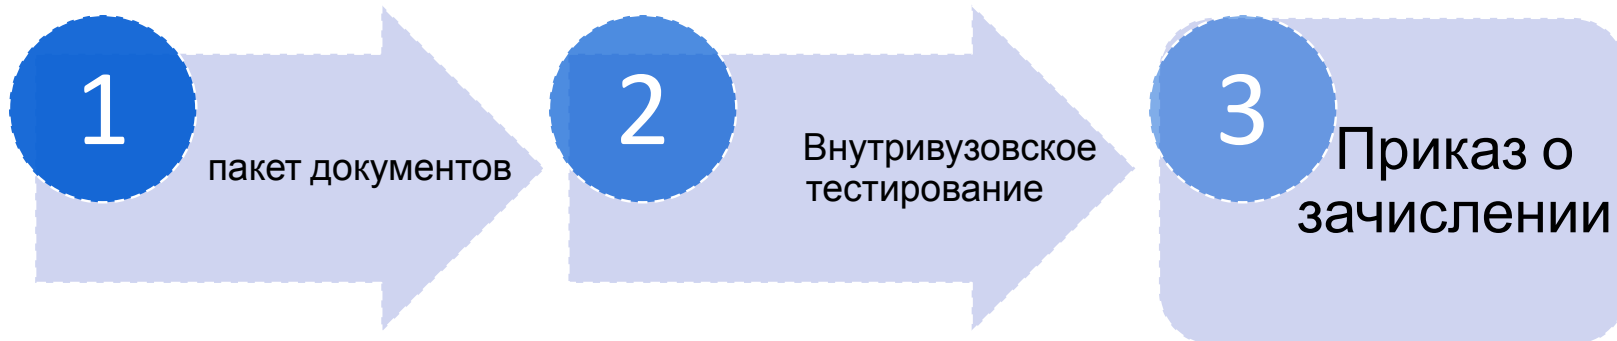 1
пакет документов
2
Внутривузовское
тестирование
3
Приказ о
зачислении